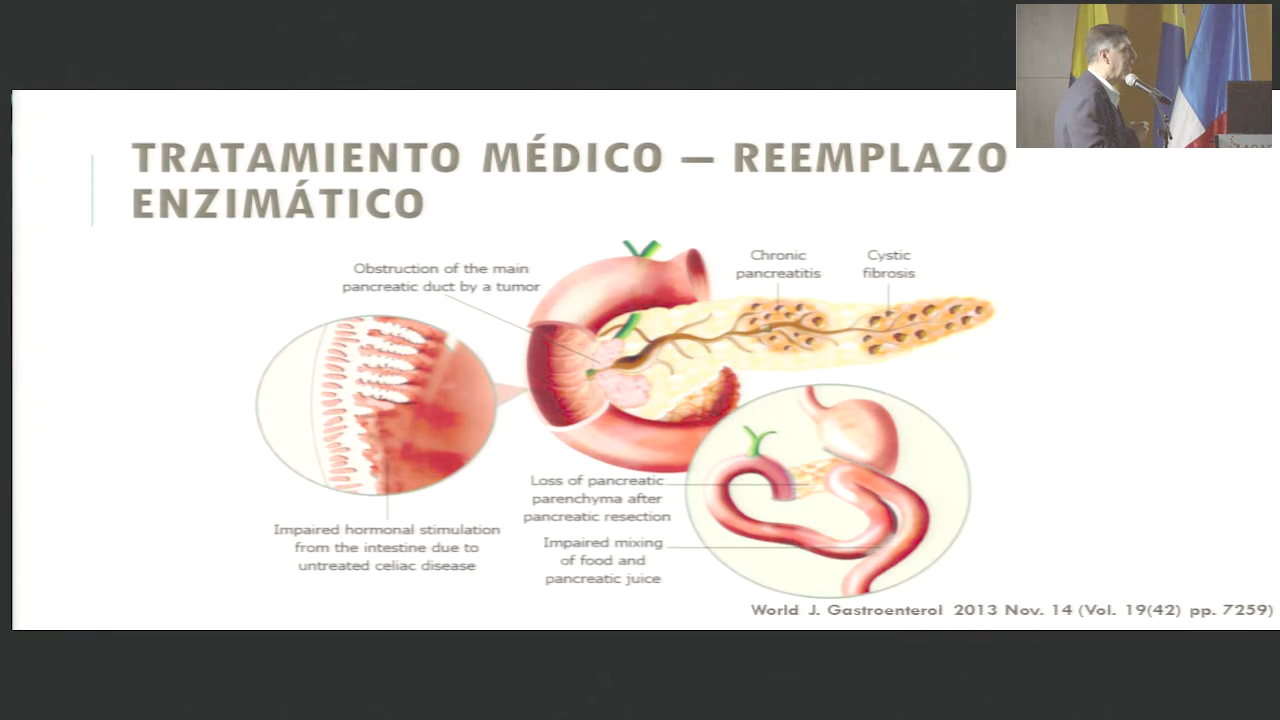 TRATAMIENTO MÉDICO — REEMPLAZO
ENZIMÁTICO
Obstruction of the main
pancreatic duct by a tumor
Chronic
pancreatitis
Cystic
fibrosis
Loss of pancreatic
parenchyma after
pancreatic resection
Impaired hormonal stimulation
from the intestine due to
untreated celiac disease
Impaired mixing
of food and
pancreatic juice
World J. Gastroenterol 2013 Nov. 14 (Vol. 19(42) pp. 7259)